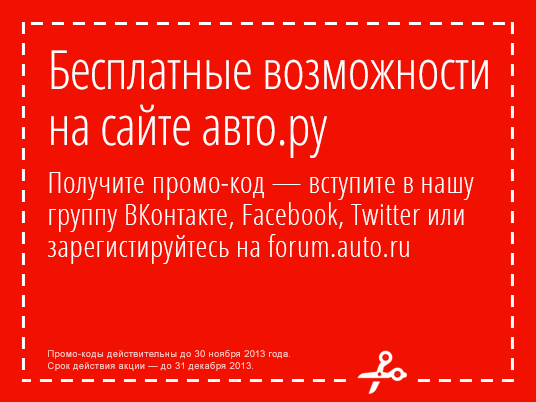 Бесплатные возможности
на сайте авто.ру
Получите промо-код — вступите в нашу
группу ВКонтакте, Facebook, Twitter или
зарегистируйтесь на forum.auto.ru
Промо-коды действительны до 30 ноября 2013 года.
Срок действия акции — до 31 декабря 2013.